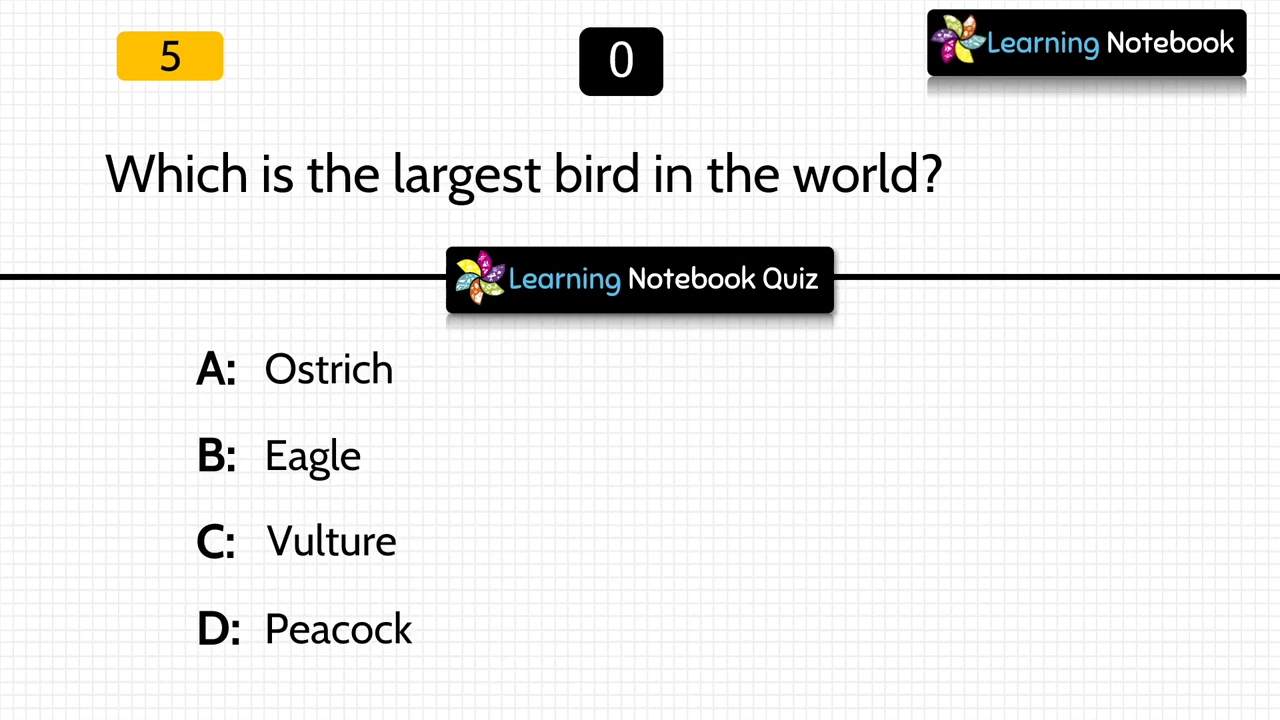 5
0
Learning Notebook
Which is the largest bird in the world?
Learning Notebook Quiz
A: Ostrich
B: Eagle
C: Vulture
D: Peacock